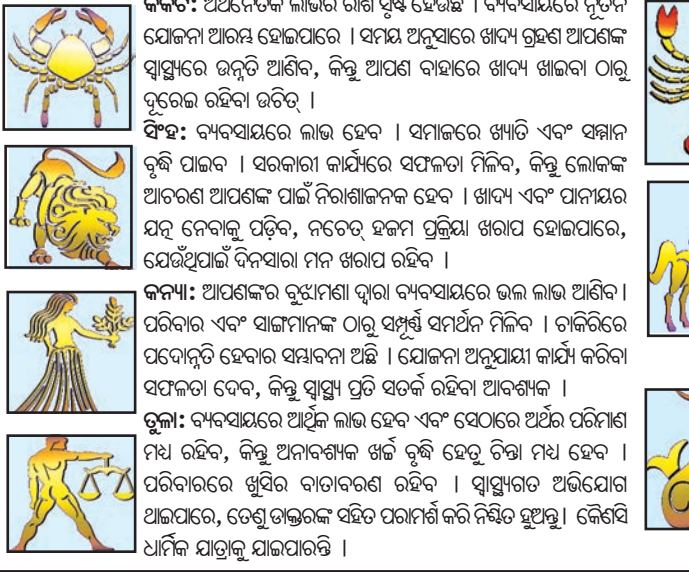 କର୍କଟ: ଅର୍ଥନୈତିକ ଲାଭର ରାଶି ସୃଷ୍ଟି ହେଉଛି । ବ୍ୟବସାୟରେ ନୂତନ
ଯୋଜନା ଆରମ୍ଭ ହୋଇପାରେ । ସମୟ ଅନୁସାରେ ଖାଦ୍ୟ ଗ୍ରହଣ ଆପଣଙ୍କ
ସ୍ୱାସ୍ଥ୍ୟରେ ଉନ୍ନତି ଆଣିବ, କିନ୍ତୁ ଆପଣ ବାହାରେ ଖାଦ୍ୟ ଖାଇବା ଠାରୁ
ଦୂରେଇ ରହିବା ଉଚିତ୍ ।
ସିଂହ: ବ୍ୟବସାୟରେ ଲାଭ ହେବ । ସମାଜରେ ଖ୍ୟାତି ଏବଂ ସମ୍ମାନ
ବୃଦ୍ଧି ପାଇବ । ସରକାରୀ କାର୍ଯ୍ୟରେ ସଫଳତା ମିଳିବ, କିନ୍ତୁ ଲୋକଙ୍କ
ଆଚରଣ ଆପଣଙ୍କ ପାଇଁ ନିରାଶାଜନକ ହେବ । ଖାଦ୍ୟ ଏବଂ ପାନୀୟର
ଯତ୍ନ ନେବାକୁ ପଡ଼ିବ, ନଚେତ୍ ହଜମ ପ୍ରକ୍ରିୟା ଖରାପ ହୋଇପାରେ,
ଯେଉଁଥିପାଇଁ ଦିନସାରା ମନ ଖରାପ ରହିବ ।
କନ୍ୟା: ଆପଣଙ୍କର ବୁଝାମଣା ଦ୍ୱାରା ବ୍ୟବସାୟରେ ଭଲ ଲାଭ ଆଣିବ।
ପରିବାର ଏବଂ ସାଙ୍ଗମାନଙ୍କ ଠାରୁ ସମ୍ପୂର୍ଣ୍ଣ ସମର୍ଥନ ମିଳିବ । ଚାକିରିରେ
ପଦୋନ୍ନତି ହେବାର ସମ୍ଭାବନା ଅଛି । ଯୋଜନା ଅନୁଯାୟୀ କାର୍ଯ୍ୟ କରିବା
ସଫଳତା ଦେବ, କିନ୍ତୁ ସ୍ୱାସ୍ଥ୍ୟ ପ୍ରତି ସତର୍କ ରହିବା ଆବଶ୍ୟକ ।
ତୁଳା: ବ୍ୟବସାୟରେ ଆର୍ଥିକ ଲାଭ ହେବ ଏବଂ ସେଠାରେ ଅର୍ଥର ପରିମାଣ
ମଧ୍ୟ ରହିବ, କିନ୍ତୁ ଅନାବଶ୍ୟକ ଖର୍ଚ୍ଚ ବୃଦ୍ଧି ହେତୁ ଚିନ୍ତା ମଧ୍ୟ ହେବ ।
ପରିବାରରେ ଖୁସିର ବାତାବରଣ ରହିବ । ସ୍ୱାସ୍ଥ୍ୟଗତ ଅଭିଯୋଗ
ଥାଇପାରେ, ତେଣୁ ଡାକ୍ତରଙ୍କ ସହିତ ପରାମର୍ଶ କରି ନିଶ୍ଚିତ ହୁଅନ୍ତୁ। କୌଣସି
ଧାର୍ମିକ ଯାତ୍ରାକୁ ଯାଇପାରନ୍ତି ।